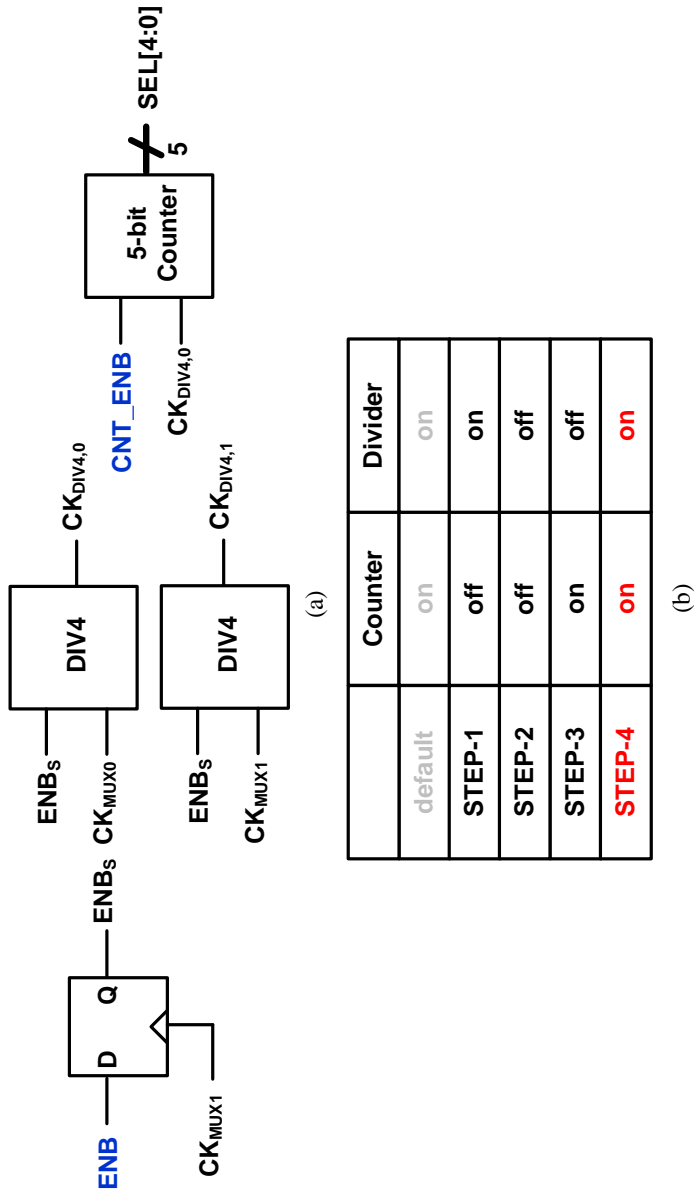 ENB
D
Q
ENBS
CKMUX1
ENBS
CKMUX0
DIV4
CKDIV4,0
ENBS
CKMUX1
DIV4
CKDIV4,1
CNT_ENB
CKDIV4,0
5-bit
Counter
5
SEL[4:0]
(a)
Counter Divider
default on on
STEP-1 off on
STEP-2 off off
STEP-3 on off
STEP-4 on on
(b)